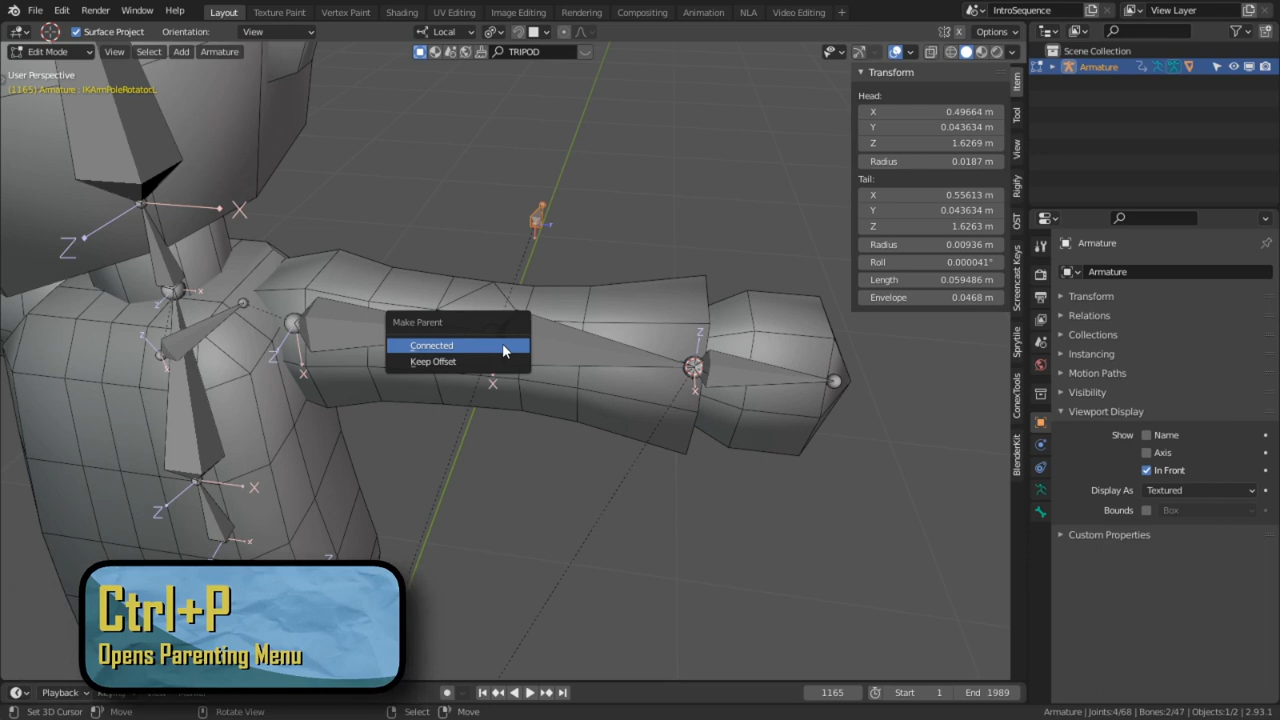 File Edit Render Window Help Layout Texture Paint Vertex Paint Shading UV Editing Image Editing Rendering Compositing Animation NLA Video Editing + IntroSequence View Layer
Surface Project Orientation: View Local Options
Edit Mode View Select Add Armature TRIPOD
User Perspective
(1165) Armature : IKArmPoleRotator.L
Transform
Head:
X 0.49664 m
Y 0.043634 m
Z 1.6269 m
Radius 0.0187 m
Tail:
X 0.55613 m
Y 0.043634 m
Z 1.6263 m
Radius 0.00936 m
Roll 0.000041°
Length 0.059486 m
Envelope 0.0468 m
Item
Tool
View
Rigify
OST
Screencast Keys
Sprytile
ConexTools
BlenderKit
Scene Collection
Armature
Armature
Armature
Transform
Relations
Collections
Instancing
Motion Paths
Visibility
Viewport Display
Show Name
Axis
In Front
Display As Textured
Bounds Box
Custom Properties
Make Parent
Connected
Keep Offset
X
Z
x
z
z
x
Z
X
X
Z
X
X
Z
x
Z
Ctrl+P
Opens Parenting Menu
Playback 1165 Start 1 End 1989
Set 3D Cursor Move Rotate View Select Move Armature | Joints:4/68 | Bones:2/47 | Objects:1/2 | 2.93.1